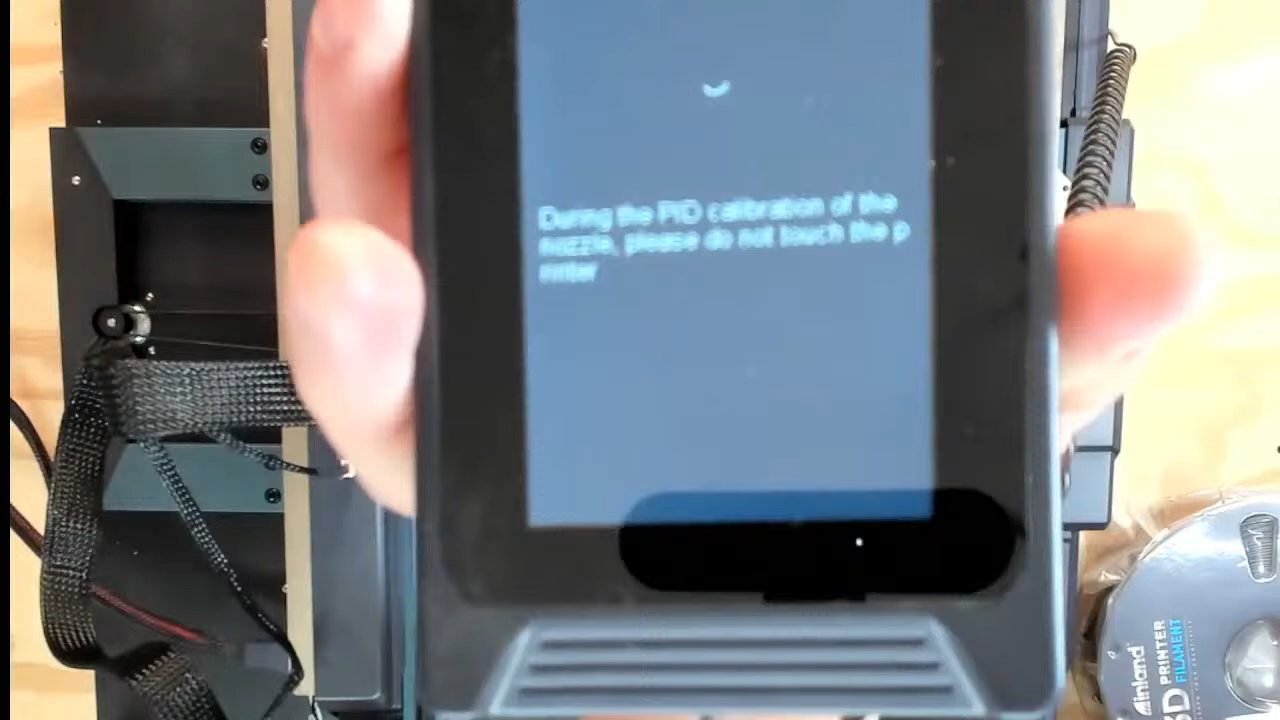 During the PID calibration of the
nozzle, please do not touch the p
rinter
inland
3D PRINTER
FILAMENT